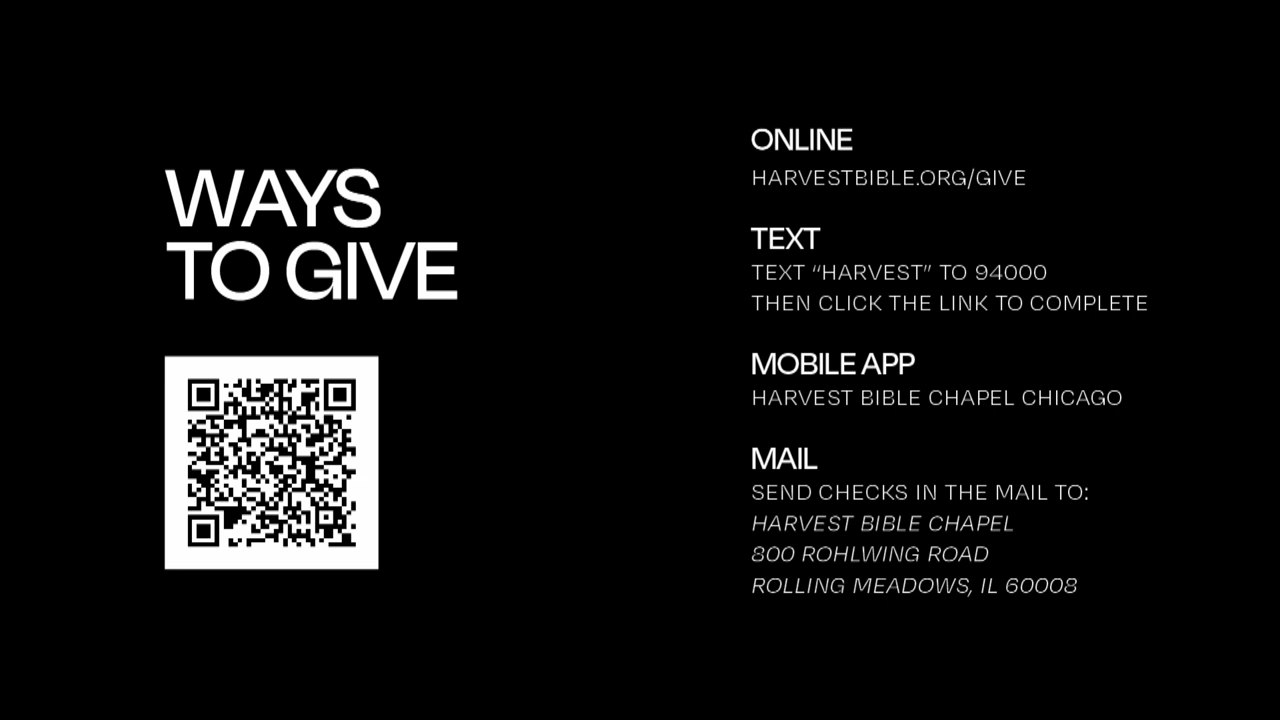 WAYS
TO GIVE
ONLINE
HARVESTBIBLE.ORG/GIVE
TEXT
TEXT “HARVEST” TO 94000
THEN CLICK THE LINK TO COMPLETE
MOBILE APP
HARVEST BIBLE CHAPEL CHICAGO
MAIL
SEND CHECKS IN THE MAIL TO:
HARVEST BIBLE CHAPEL
800 ROHLWING ROAD
ROLLING MEADOWS, IL 60008